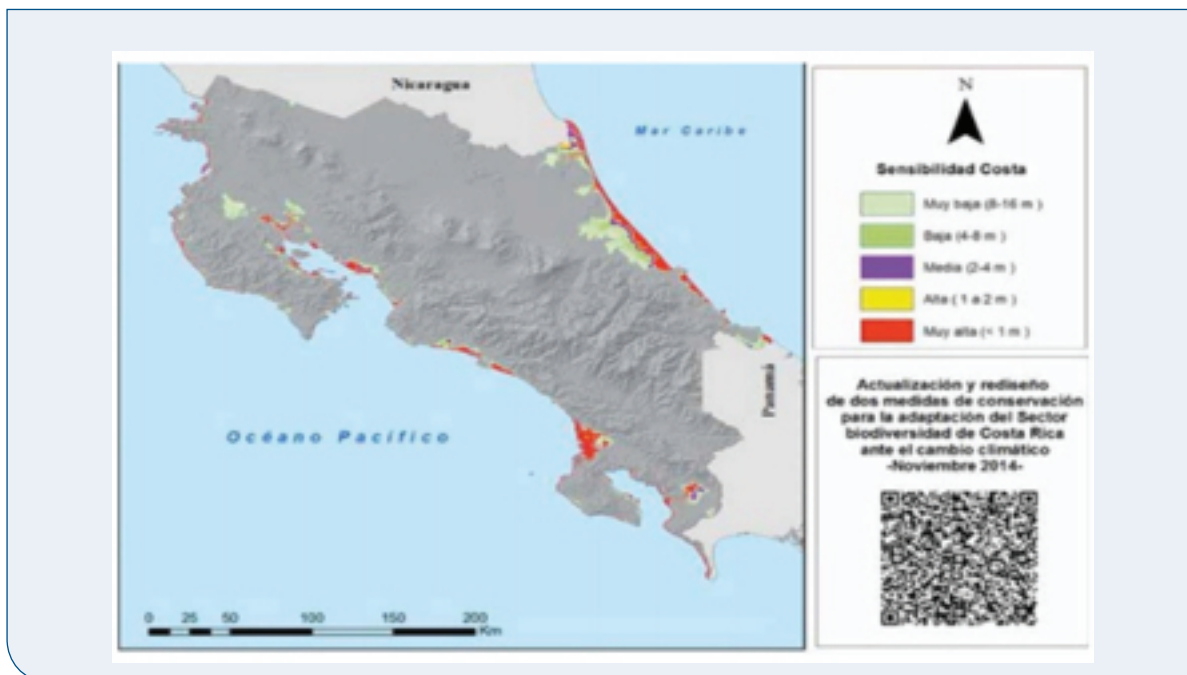 Nicaragua
Mar Caribe
Panamá
Océano Pacífico
0 25 50 100 150 200
Km
N
Sensibilidad Costa
Muy baja (8-16 m )
Baja (4-8 m )
Media (2-4 m )
Alta ( 1 a 2 m )
Muy alta (< 1 m )
Actualización y rediseño
de dos medidas de conservación
para la adaptación del Sector
biodiversidad de Costa Rica
ante el cambio climático
-Noviembre 2014-